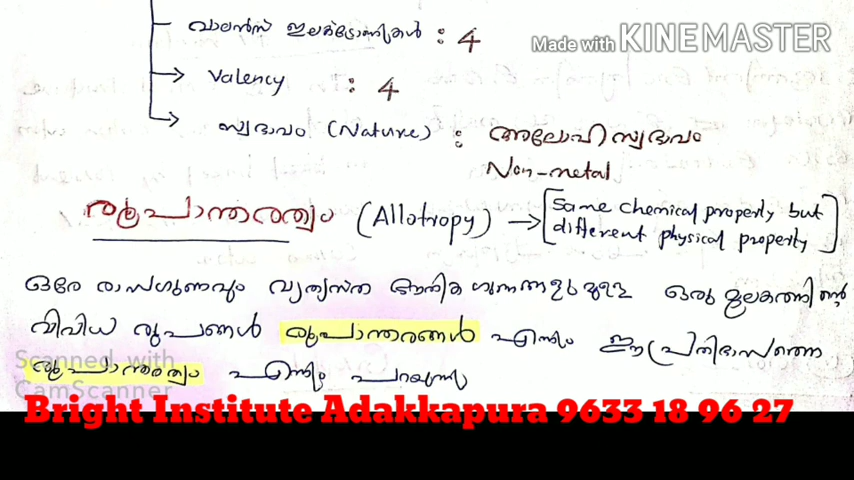 വാലൻസ് ഇലക്ട്രോണുകൾ : 4
Made with KINEMASTER
Valency : 4
സ്വഭാവം (Nature) : അലോഹസ്വഭാവം
Non-metal
രൂപാന്തരത്വം (Allotropy) → [Same chemical property but
different physical property]
ഒരേ രാസഗുണവും വ്യത്യസ്ത ഭൗതിക ഗുണങ്ങളുമുള്ള ഒരു മൂലകത്തിന്റെ
വിവിധ രൂപങ്ങൾ രൂപാന്തരങ്ങൾ എന്നും ഈ പ്രതിഭാസത്തെ
രൂപാന്തരത്വം എന്നും പറയുന്നു
Scanned with
CamScanner
Bright Institute Adakkapura 9633 18 96 27